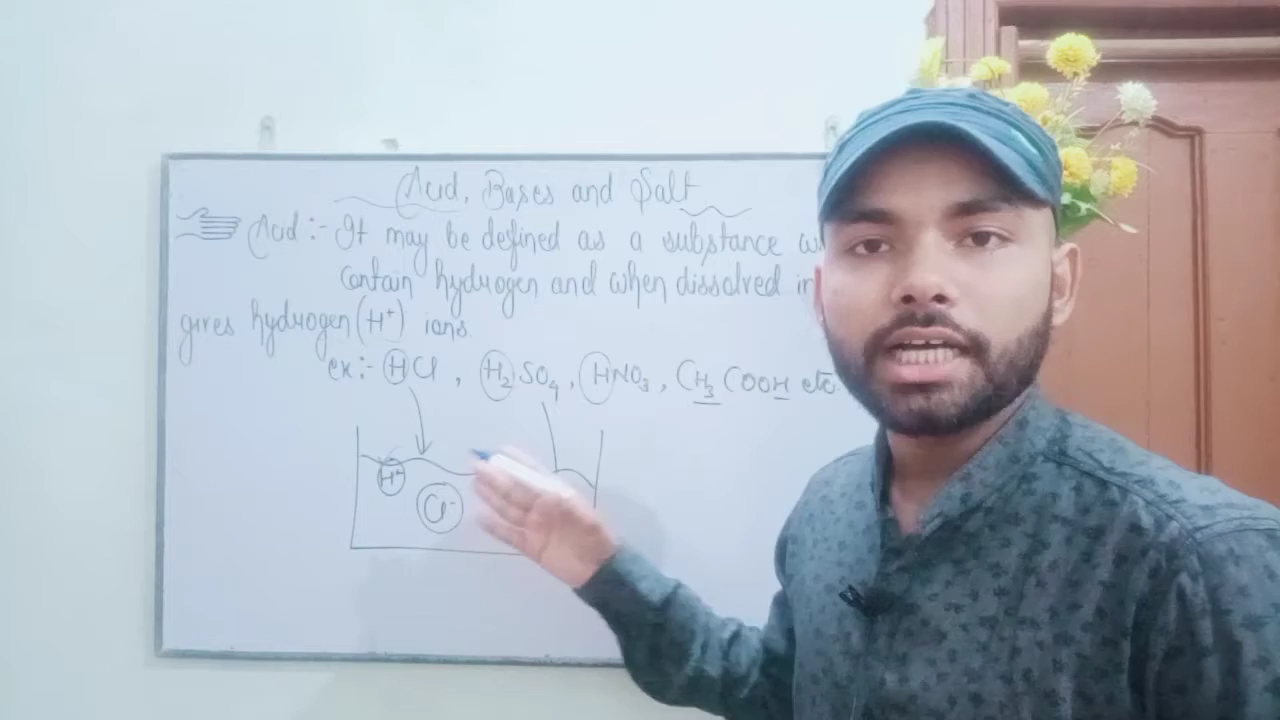 Acid, Bases and Salt
Acid :- It may be defined as a substance
contain hydrogen and when dissolved in
gives hydrogen (H⁺) ions.
ex :- HCl , H₂SO₄, HNO₃, CH₃COOH etc.
H⁺
Cl⁻